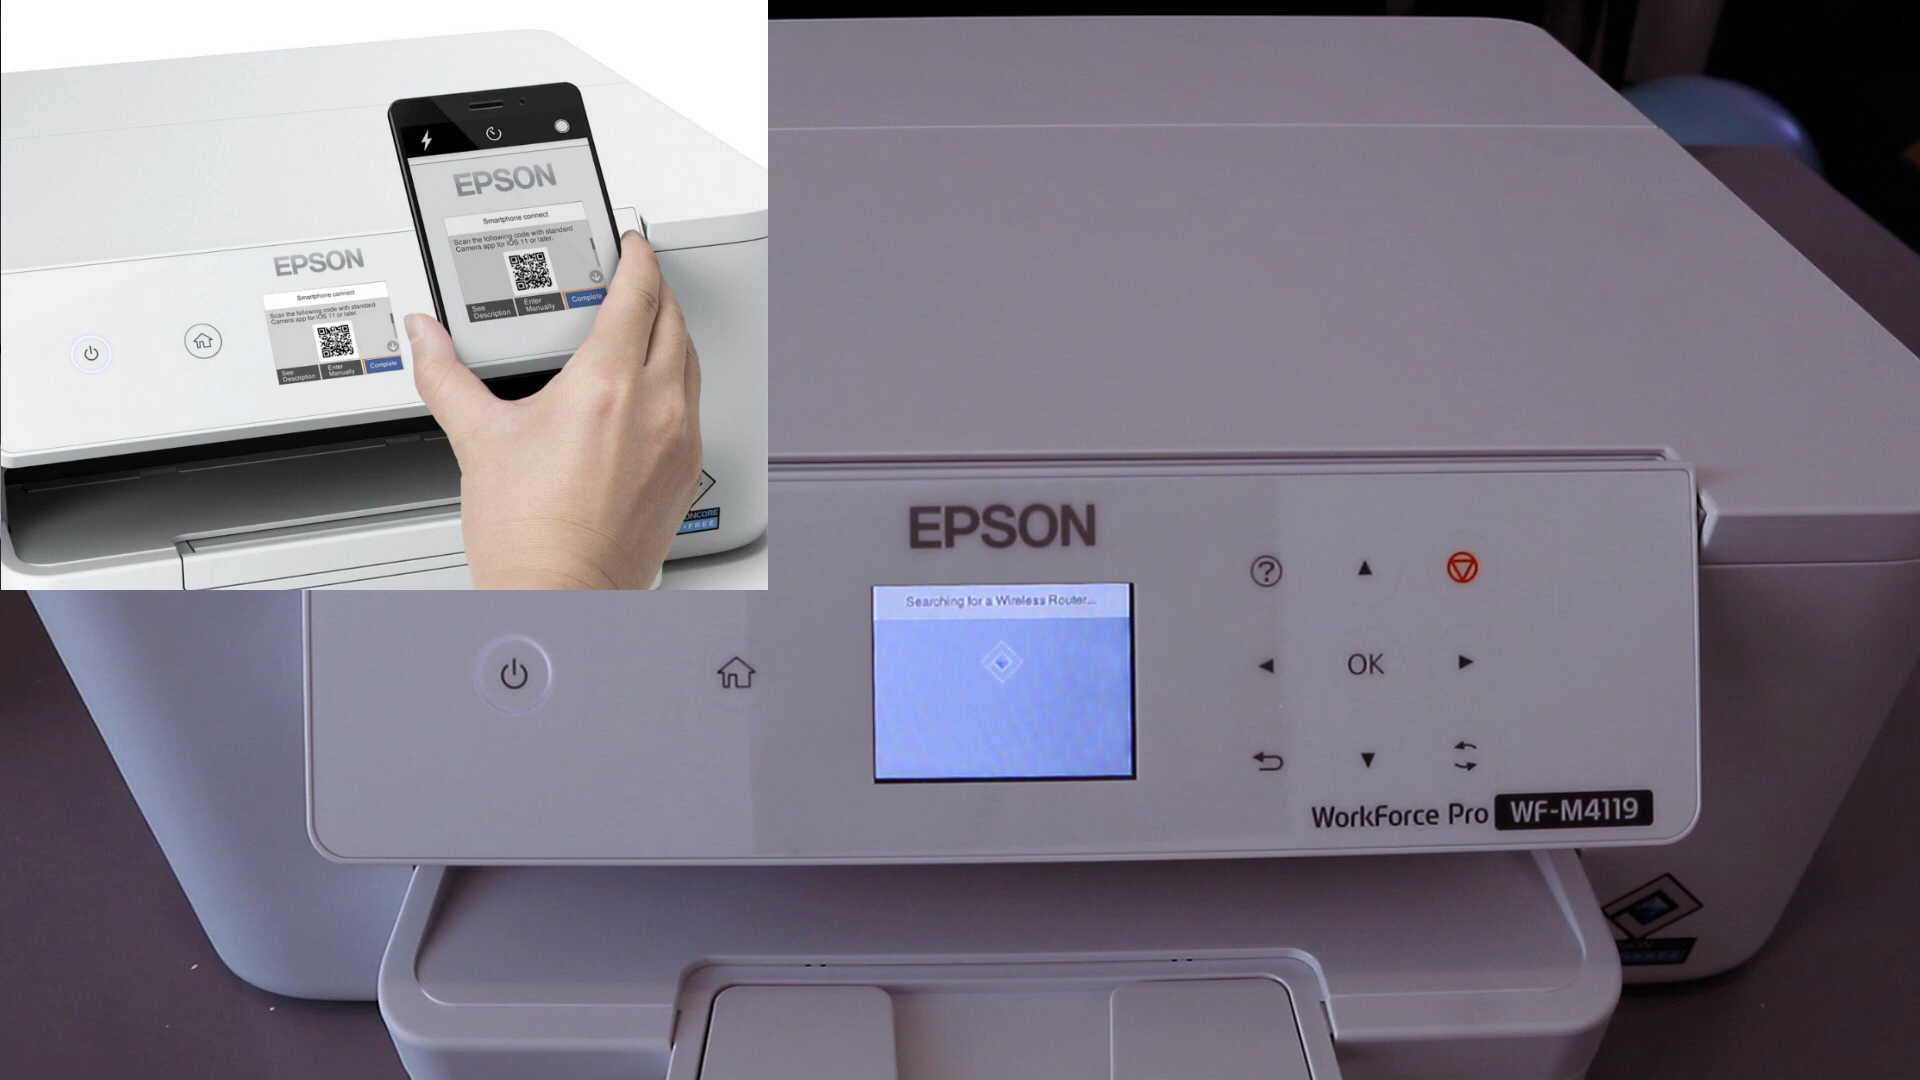 EPSON
Smartphone connect
Scan the following code with standard
Camera app for iOS 11 or later.
See
Description
Enter
Manually
Complete
EPSON
Smartphone connect
Scan the following code with standard
Camera app for iOS 11 or later.
See
Description
Enter
Manually
Complete
EPSON
Searching for a Wireless Router...
?
OK
WorkForce Pro WF-M4119